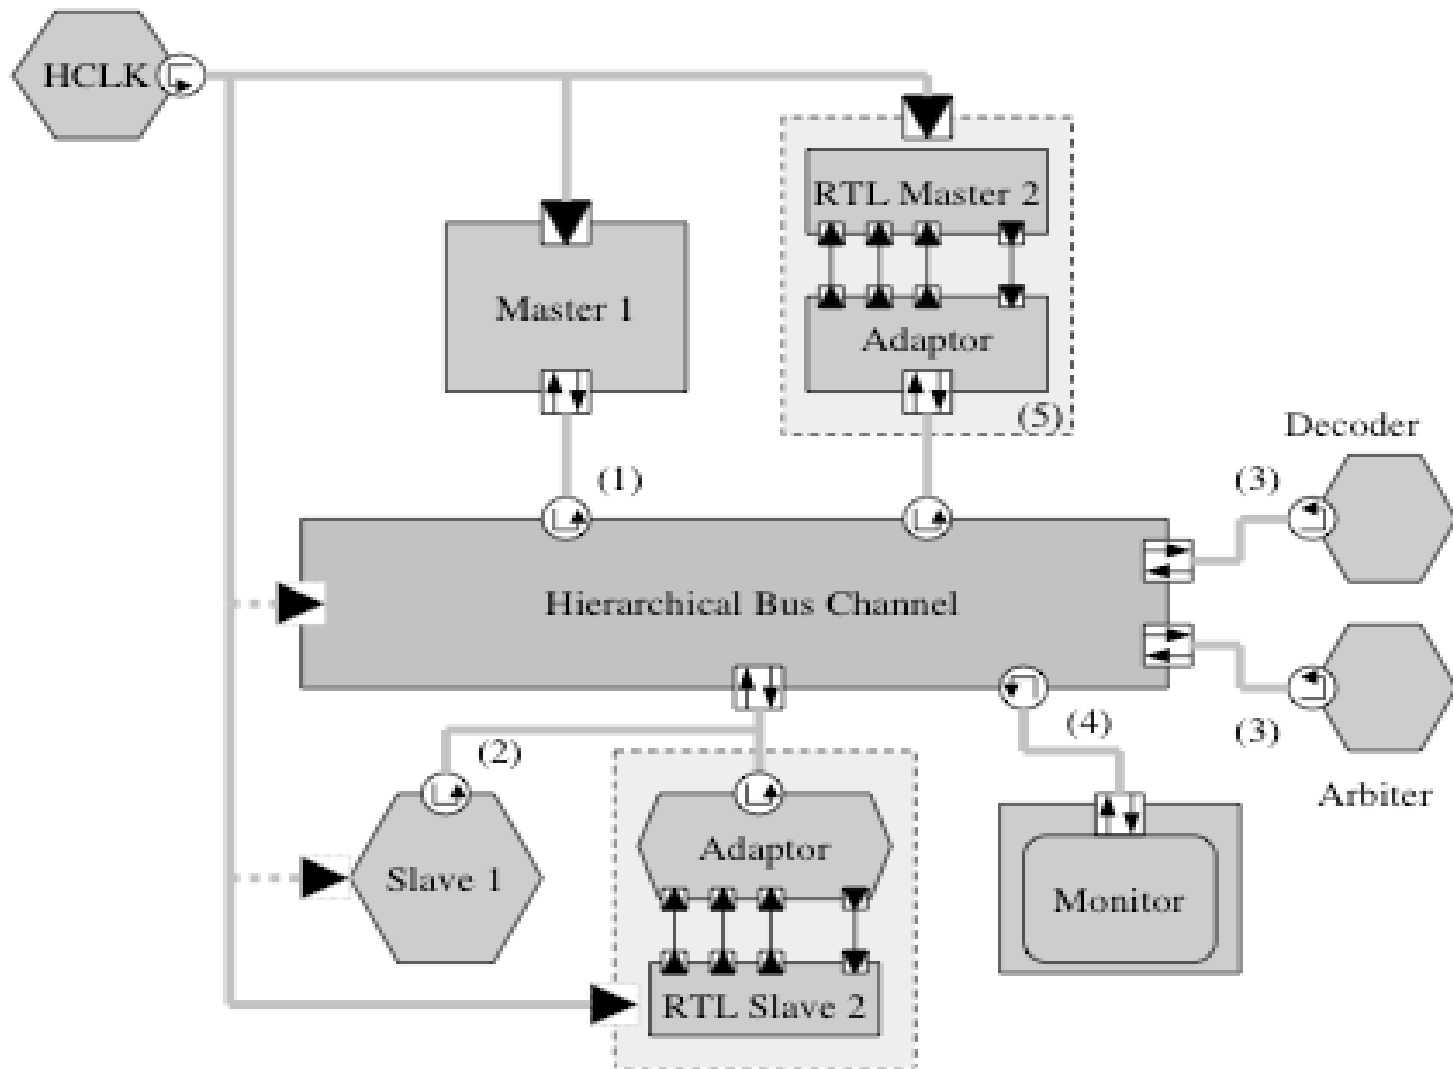 HCLK
RTL Master 2
Master 1
Adaptor
(5)
Decoder
(1)
(3)
Hierarchical Bus Channel
(2)
(4)
(3)
Arbiter
Adaptor
Slave 1
Monitor
RTL Slave 2